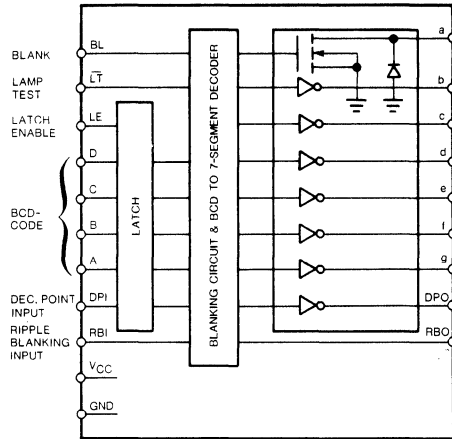 BLANK
BL
LAMP
TEST
LT
LATCH
ENABLE
LE
BCD-
CODE
D
C
B
A
DEC. POINT
INPUT
DPI
RIPPLE
BLANKING
INPUT
RBI
VCC
GND
LATCH
BLANKING CIRCUIT & BCD TO 7-SEGMENT DECODER
a
b
c
d
e
f
g
DPO
RBO